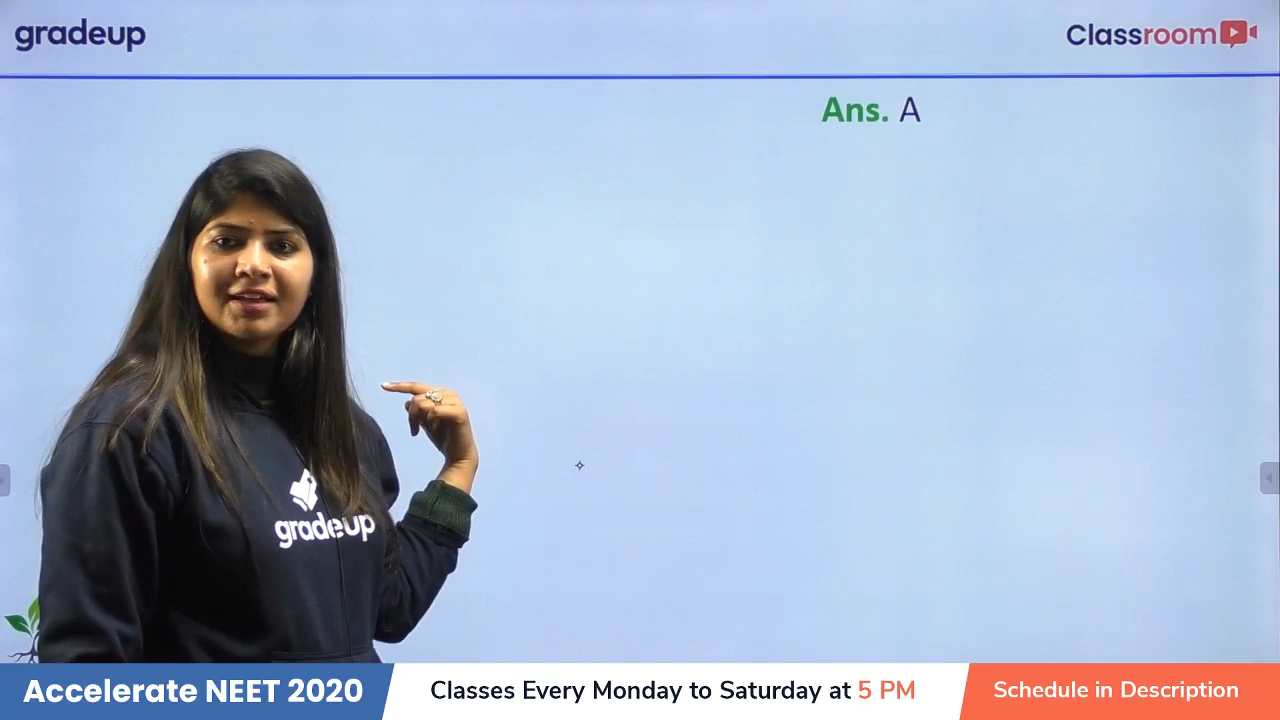 gradeup
Classroom
Ans. A
gradeup
Accelerate NEET 2020
Classes Every Monday to Saturday at 5 PM
Schedule in Description